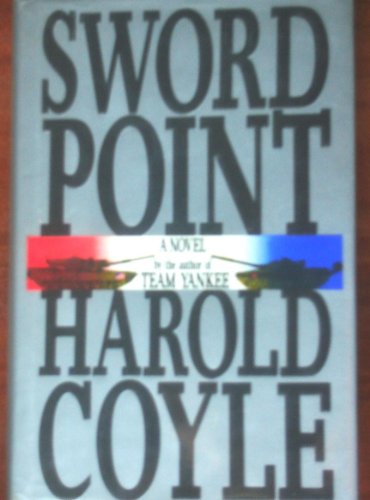 SWORD
POINT
A NOVEL
by the author of
TEAM YANKEE
HAROLD
COYLE